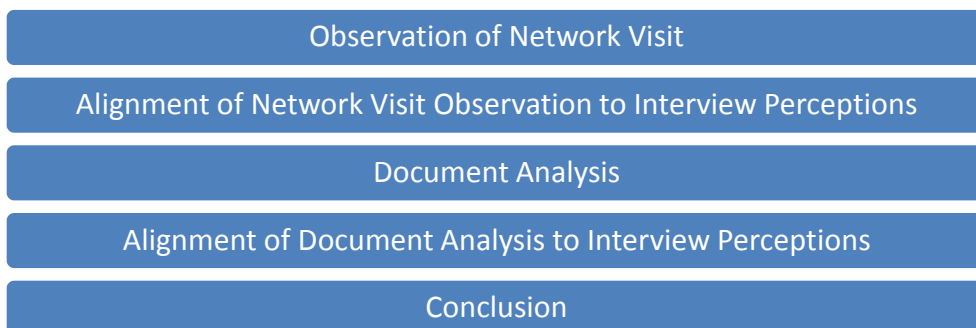 Observation of Network Visit
Alignment of Network Visit Observation to Interview Perceptions
Document Analysis
Alignment of Document Analysis to Interview Perceptions
Conclusion